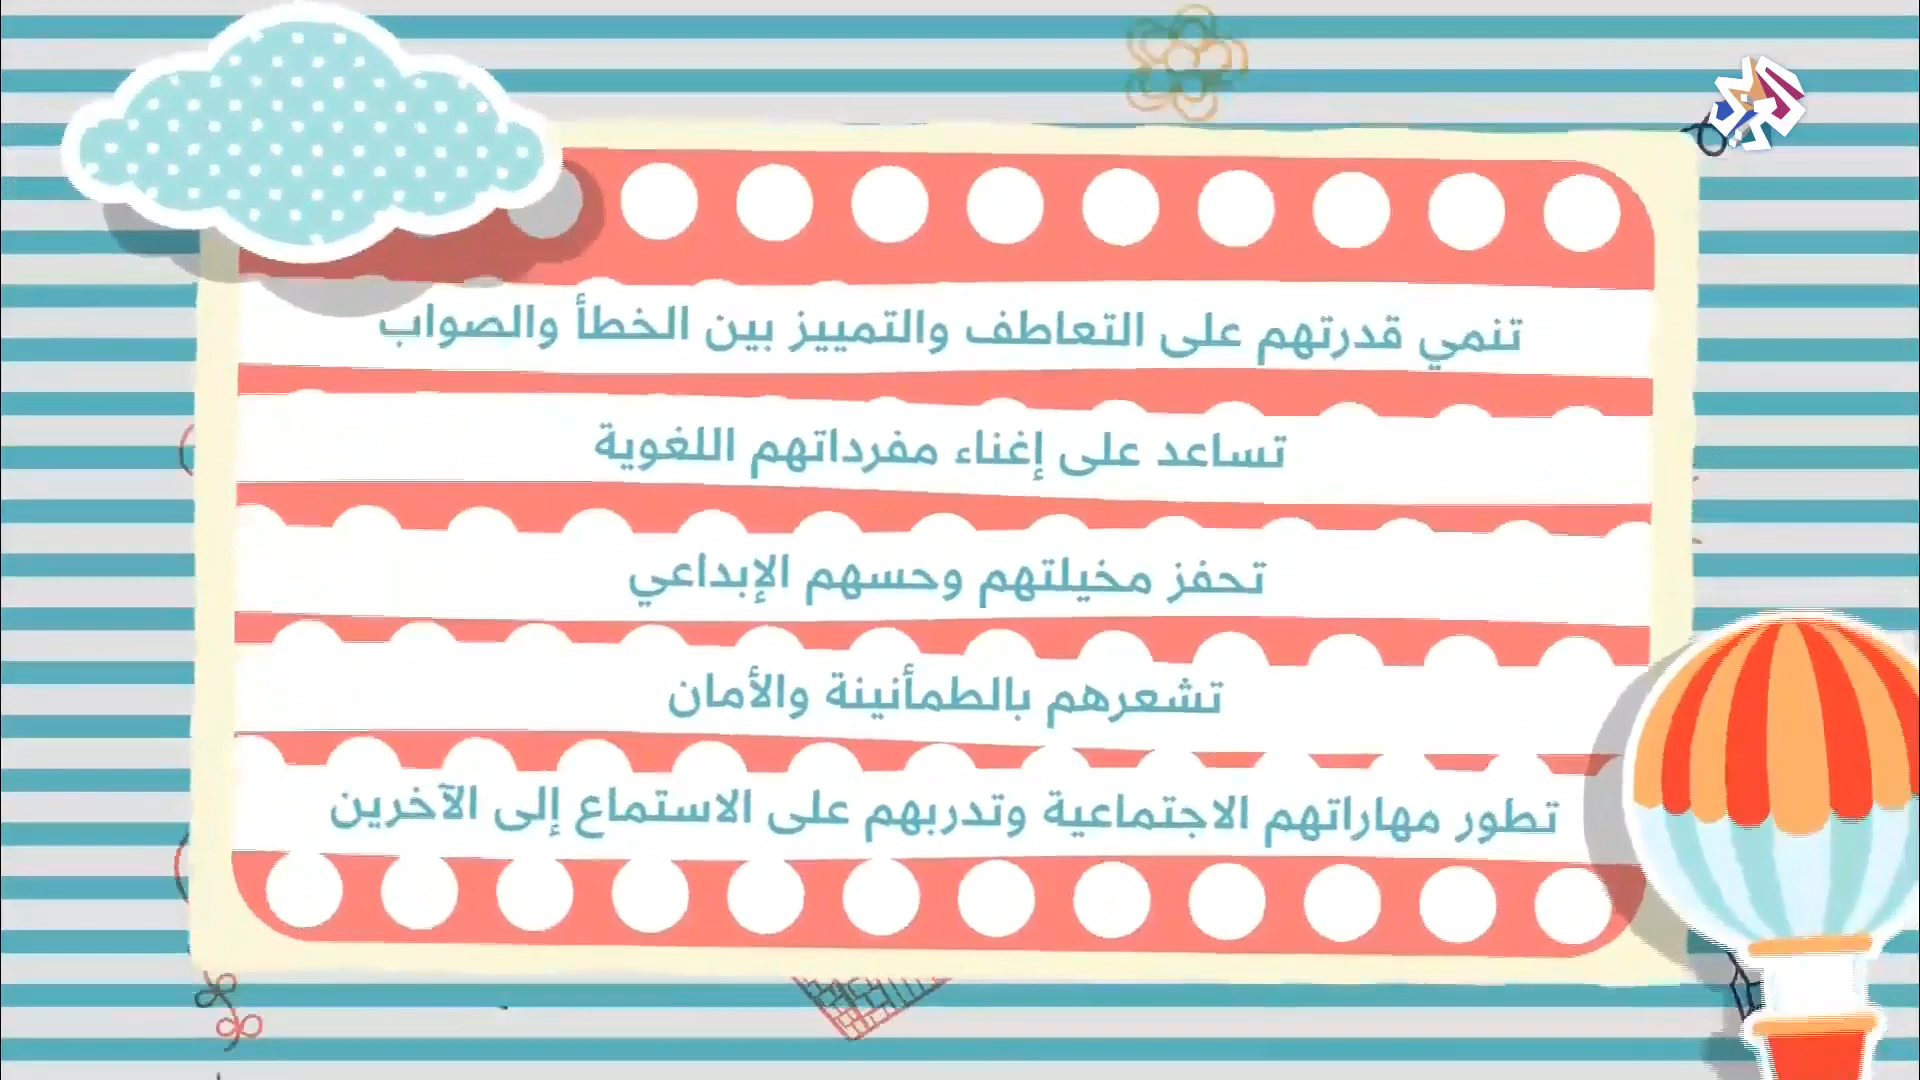 تنمي قدرتهم على التعاطف والتمييز بين الخطأ والصواب
تساعد على إغناء مفرداتهم اللغوية
تحفز مخيلتهم وحسهم الإبداعي
تشعرهم بالطمأنينة والأمان
تطور مهاراتهم الاجتماعية وتدربهم على الاستماع إلى الآخرين